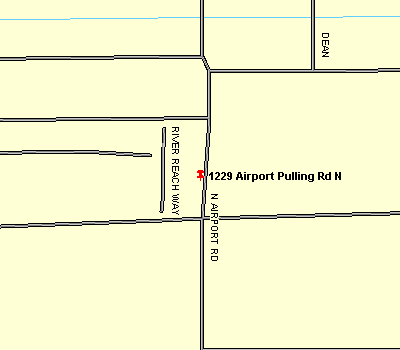 DEAN
RIVER REACH WAY
1229 Airport Pulling Rd N
N AIRPORT RD